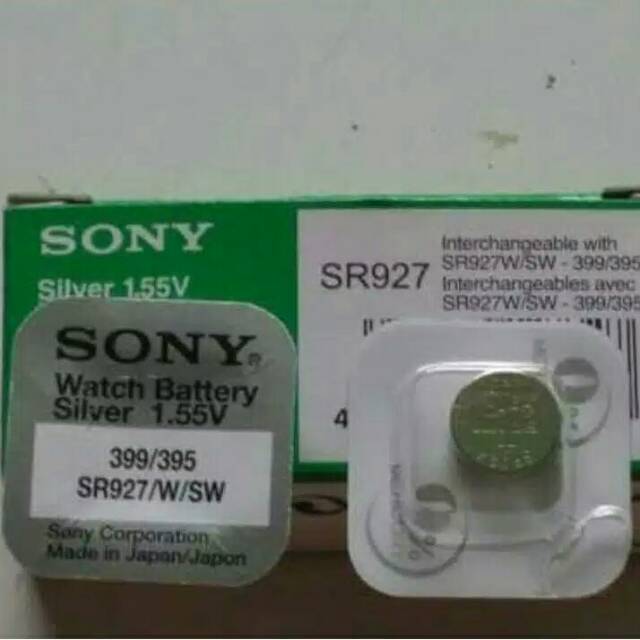 SONY
Silver 1.55V
SR927
Interchangeable with
SR927W/SW - 399/395
Interchangeables avec
SR927W/SW - 399/395
4
SONY®
Watch Battery
Silver 1.55V
399/395
SR927/W/SW
Sony Corporation
Made in Japan/Japon